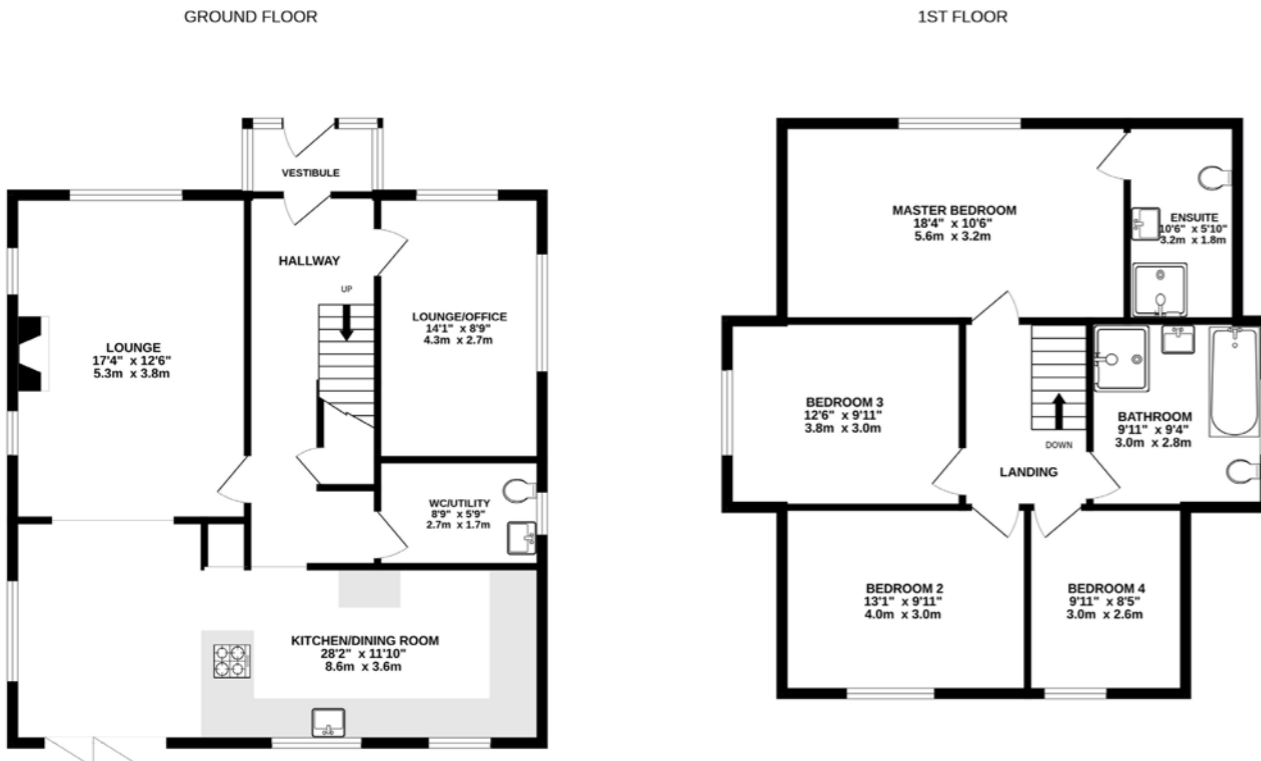 GROUND FLOOR
VESTIBULE
HALLWAY
UP
LOUNGE/OFFICE
14'1" x 8'9"
4.3m x 2.7m
LOUNGE
17'4" x 12'6"
5.3m x 3.8m
WC/UTILITY
8'9" x 5'9"
2.7m x 1.7m
KITCHEN/DINING ROOM
28'2" x 11'10"
8.6m x 3.6m
1ST FLOOR
MASTER BEDROOM
18'4" x 10'6"
5.6m x 3.2m
ENSUITE
10'6" x 5'10"
3.2m x 1.8m
BEDROOM 3
12'6" x 9'11"
3.8m x 3.0m
BATHROOM
9'11" x 9'4"
3.0m x 2.8m
DOWN
LANDING
BEDROOM 2
13'1" x 9'11"
4.0m x 3.0m
BEDROOM 4
9'11" x 8'5"
3.0m x 2.6m